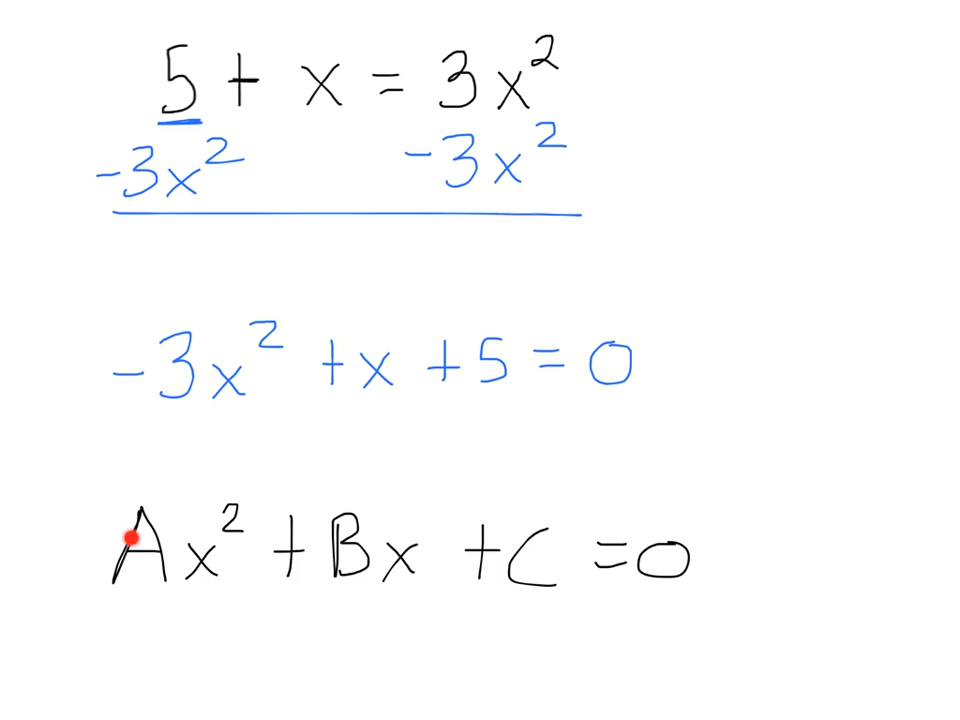 5 + x = 3x²
-3x² -3x²
-3x² +x +5 = 0
Ax² +Bx +C =0